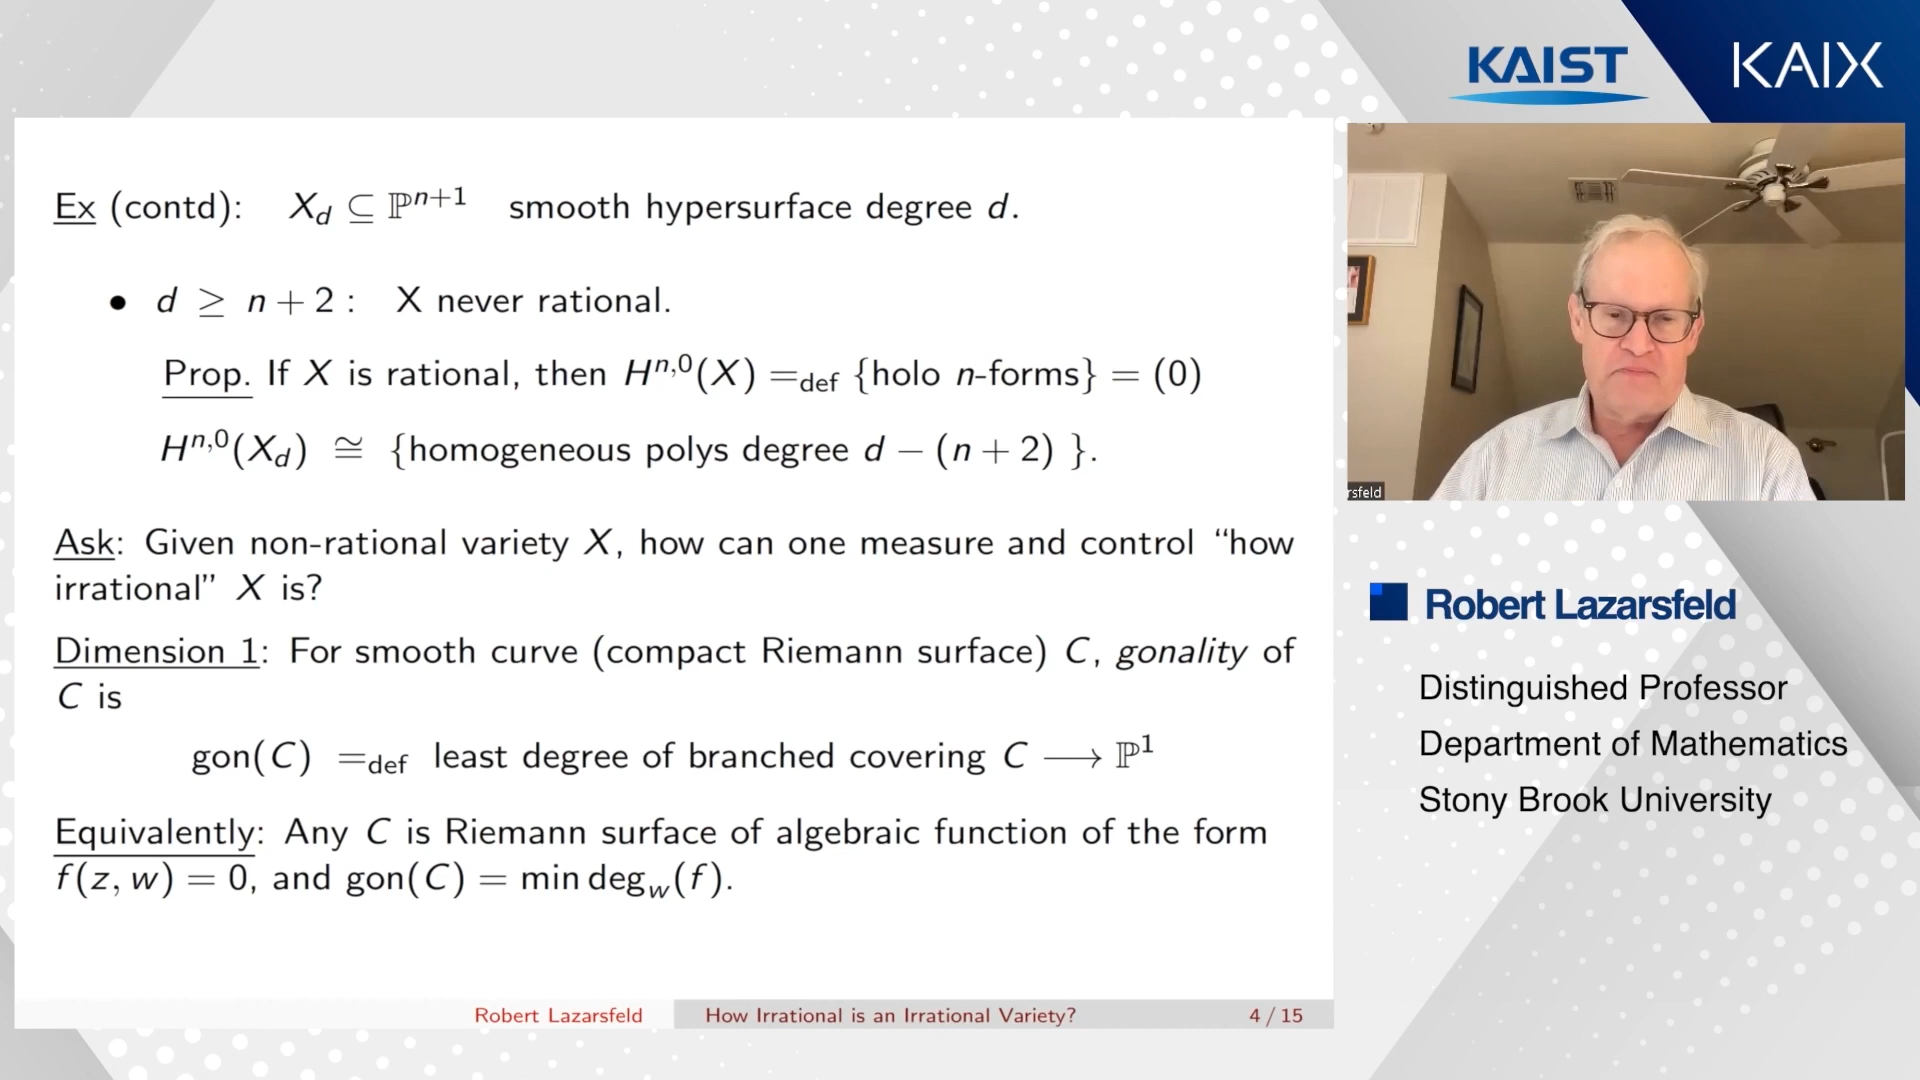 KAIST
KAIX
Ex (contd): X_d ⊆ ℙ^{n+1} smooth hypersurface degree d.
• d ≥ n + 2 : X never rational.
Prop. If X is rational, then H^{n,0}(X) =_{def} {holo n-forms} = (0)
H^{n,0}(X_d) ≅ {homogeneous polys degree d − (n + 2) }.
Ask: Given non-rational variety X, how can one measure and control “how
irrational” X is?
Dimension 1: For smooth curve (compact Riemann surface) C, gonality of
C is
gon(C) =_{def} least degree of branched covering C ⟶ ℙ^1
Equivalently: Any C is Riemann surface of algebraic function of the form
f(z, w) = 0, and gon(C) = min deg_w(f).
Robert Lazarsfeld How Irrational is an Irrational Variety? 4 / 15
rsfeld
Robert Lazarsfeld
Distinguished Professor
Department of Mathematics
Stony Brook University